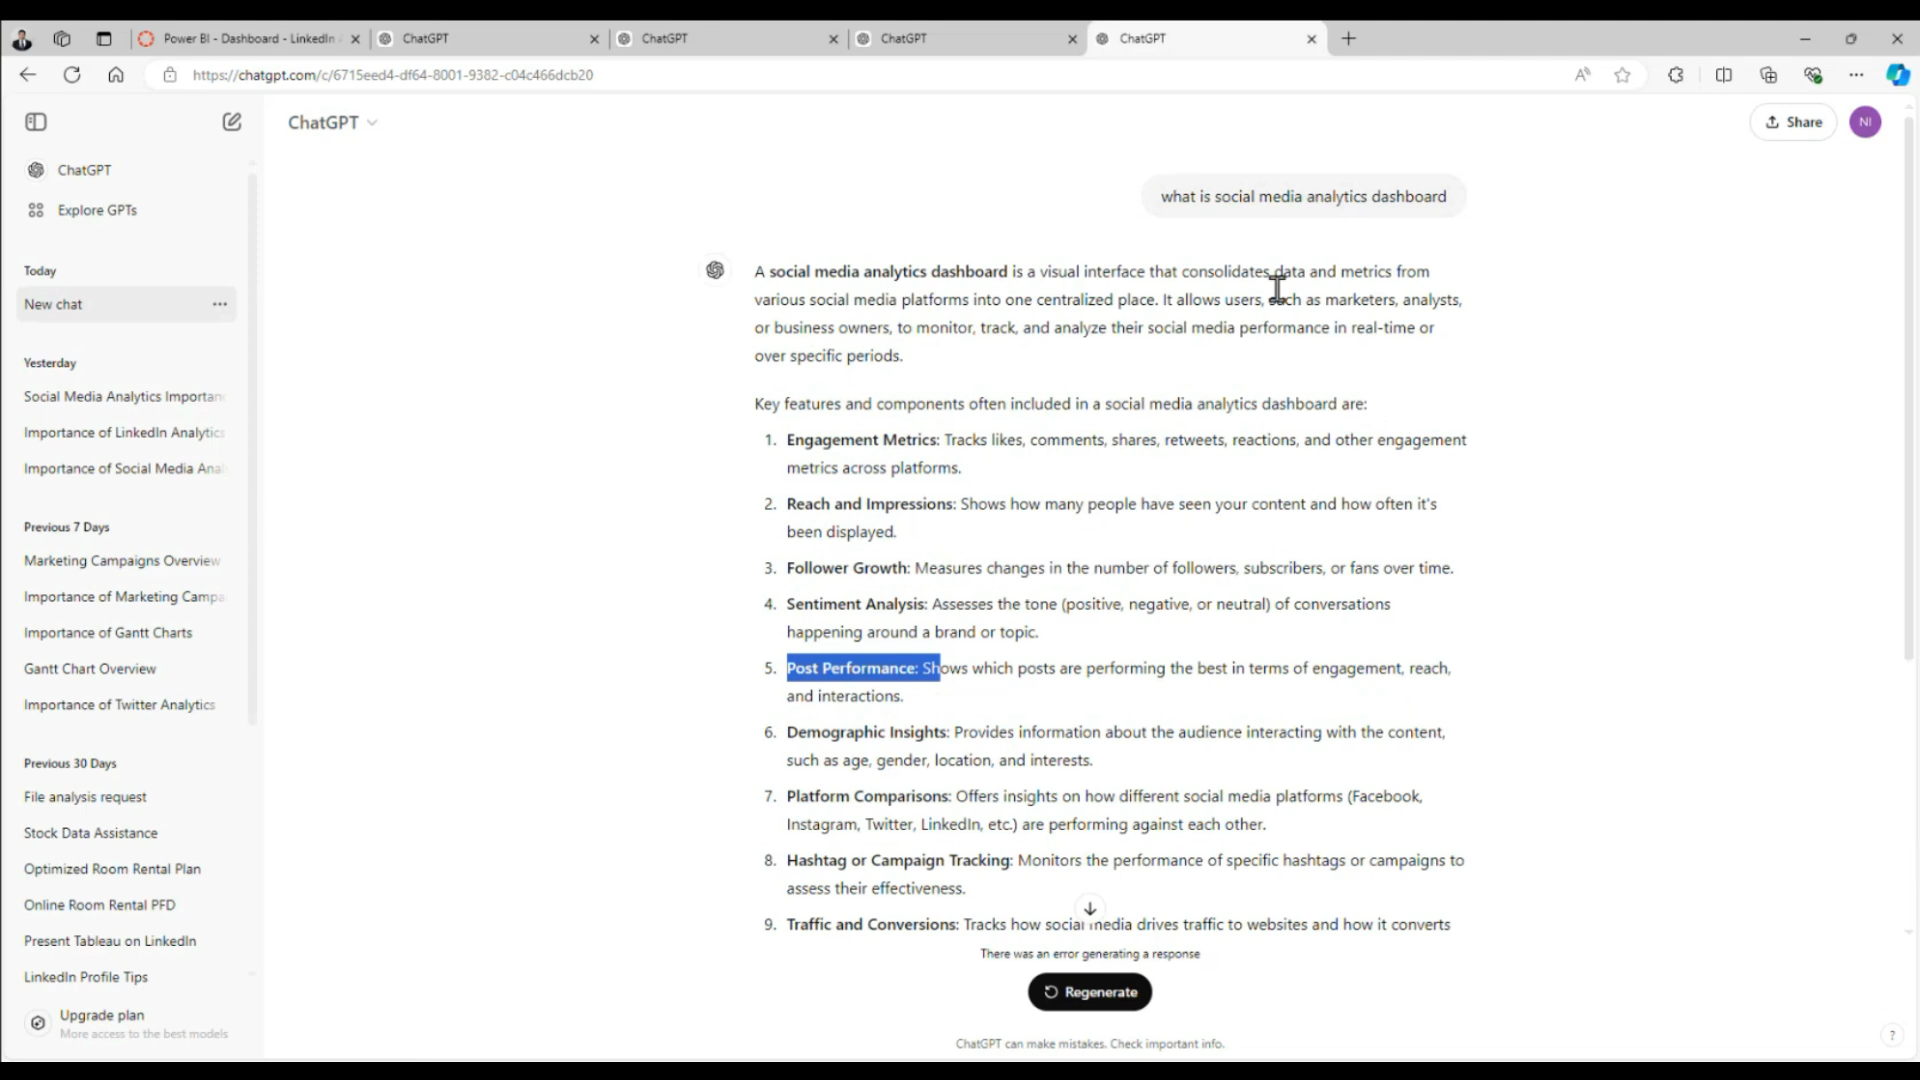 Power BI - Dashboard - LinkedIn
ChatGPT
ChatGPT
ChatGPT
ChatGPT
https://chatgpt.com/c/6715eed4-df64-8001-9382-c04c466dcb20
ChatGPT
Share
NI
ChatGPT
Explore GPTs
Today
New chat
Yesterday
Social Media Analytics Importanc
Importance of LinkedIn Analytics
Importance of Social Media Ana
Previous 7 Days
Marketing Campaigns Overview
Importance of Marketing Campa
Importance of Gantt Charts
Gantt Chart Overview
Importance of Twitter Analytics
Previous 30 Days
File analysis request
Stock Data Assistance
Optimized Room Rental Plan
Online Room Rental PFD
Present Tableau on LinkedIn
LinkedIn Profile Tips
Upgrade plan
More access to the best models
what is social media analytics dashboard
A social media analytics dashboard is a visual interface that consolidates data and metrics from
various social media platforms into one centralized place. It allows users, such as marketers, analysts,
or business owners, to monitor, track, and analyze their social media performance in real-time or
over specific periods.
Key features and components often included in a social media analytics dashboard are:
1. Engagement Metrics: Tracks likes, comments, shares, retweets, reactions, and other engagement
metrics across platforms.
2. Reach and Impressions: Shows how many people have seen your content and how often it's
been displayed.
3. Follower Growth: Measures changes in the number of followers, subscribers, or fans over time.
4. Sentiment Analysis: Assesses the tone (positive, negative, or neutral) of conversations
happening around a brand or topic.
5. Post Performance: Shows which posts are performing the best in terms of engagement, reach,
and interactions.
6. Demographic Insights: Provides information about the audience interacting with the content,
such as age, gender, location, and interests.
7. Platform Comparisons: Offers insights on how different social media platforms (Facebook,
Instagram, Twitter, LinkedIn, etc.) are performing against each other.
8. Hashtag or Campaign Tracking: Monitors the performance of specific hashtags or campaigns to
assess their effectiveness.
9. Traffic and Conversions: Tracks how social media drives traffic to websites and how it converts
There was an error generating a response
Regenerate
ChatGPT can make mistakes. Check important info.
?